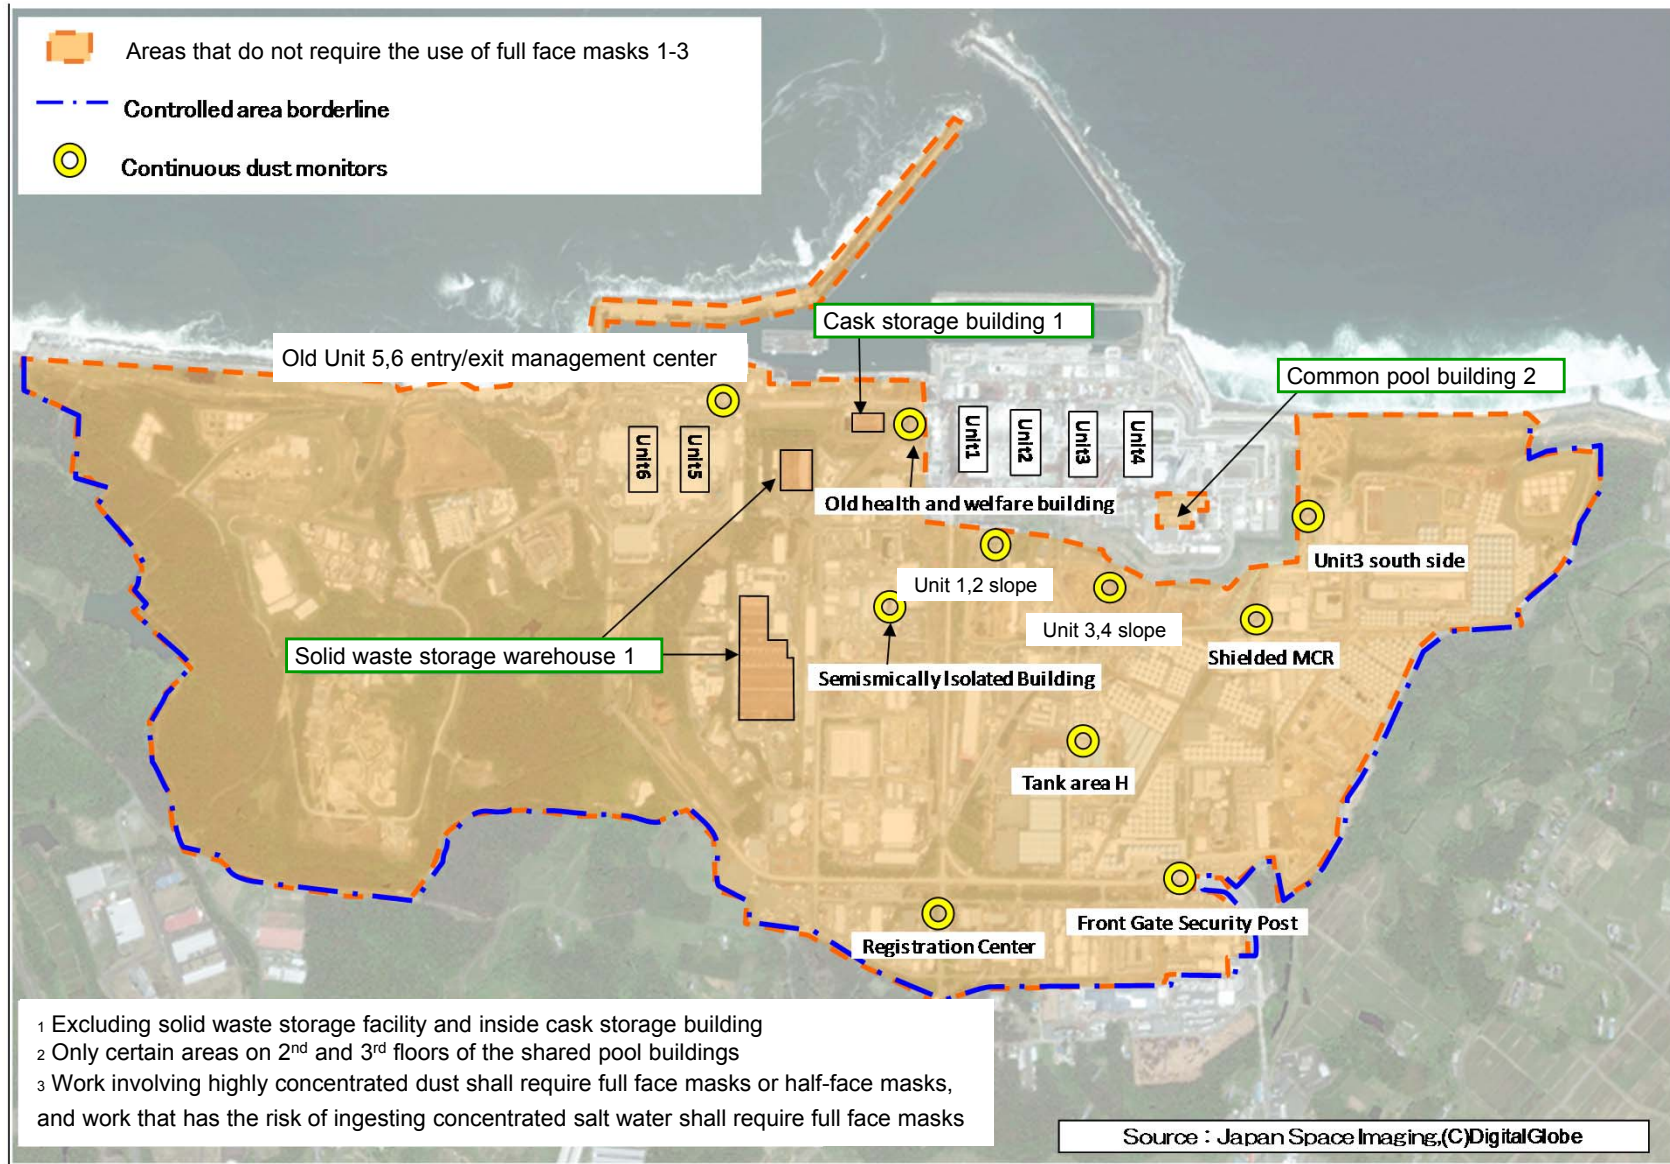 Areas that do not require the use of full face masks 1-3
Controlled area borderline
Continuous dust monitors
Cask storage building 1
Old Unit 5,6 entry/exit management center
Common pool building 2
Unit6
Unit5
Unit1
Unit2
Unit3
Unit4
Old health and welfare building
Unit3 south side
Unit 1,2 slope
Unit 3,4 slope
Solid waste storage warehouse 1
Shielded MCR
Semismically Isolated Building
Tank area H
Front Gate Security Post
Registration Center
1 Excluding solid waste storage facility and inside cask storage building
2 Only certain areas on 2nd and 3rd floors of the shared pool buildings
3 Work involving highly concentrated dust shall require full face masks or half-face masks,
and work that has the risk of ingesting concentrated salt water shall require full face masks
Source : Japan Space Imaging,(C)DigitalGlobe